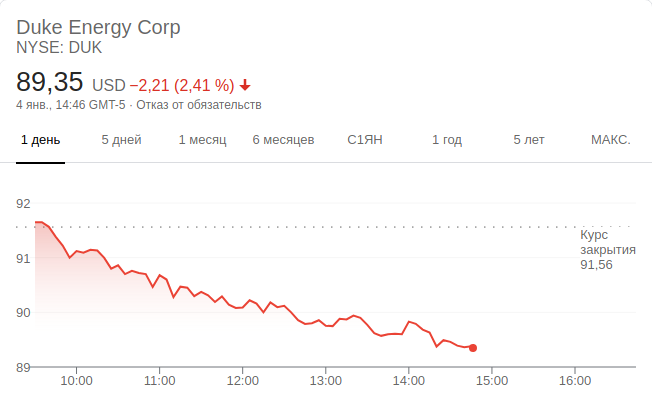 Duke Energy Corp
NYSE: DUK
89,35 USD −2,21 (2,41 %)
4 янв., 14:46 GMT-5 · Отказ от обязательств
1 день 5 дней 1 месяц 6 месяцев С1ЯН 1 год 5 лет МАКС.
92
Курс
закрытия
91,56
91
90
89
10:00 11:00 12:00 13:00 14:00 15:00 16:00